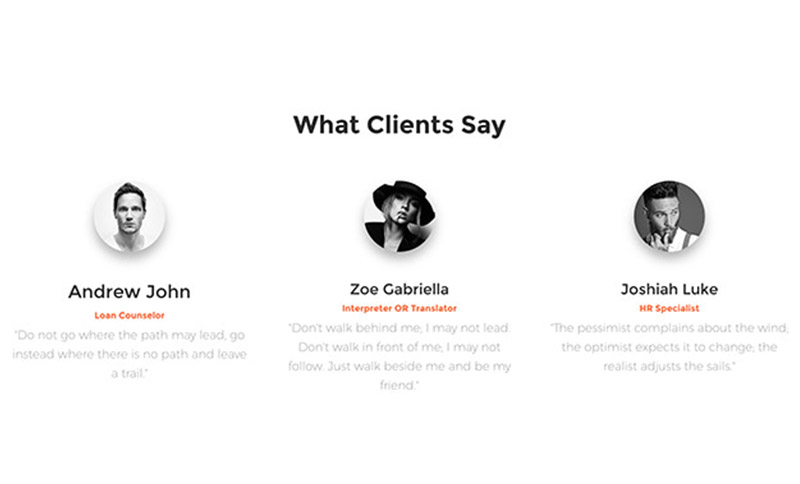 What Clients Say
Andrew John
Loan Counselor
"Do not go where the path may lead, go
instead where there is no path and leave
a trail."
Zoe Gabriella
Interpreter OR Translator
"Don't walk behind me, I may not lead.
Don't walk in front of me, I may not
follow. Just walk beside me and be my
friend."
Joshiah Luke
HR Specialist
"The pessimist complains about the wind,
the optimist expects it to change; the
realist adjusts the sails."